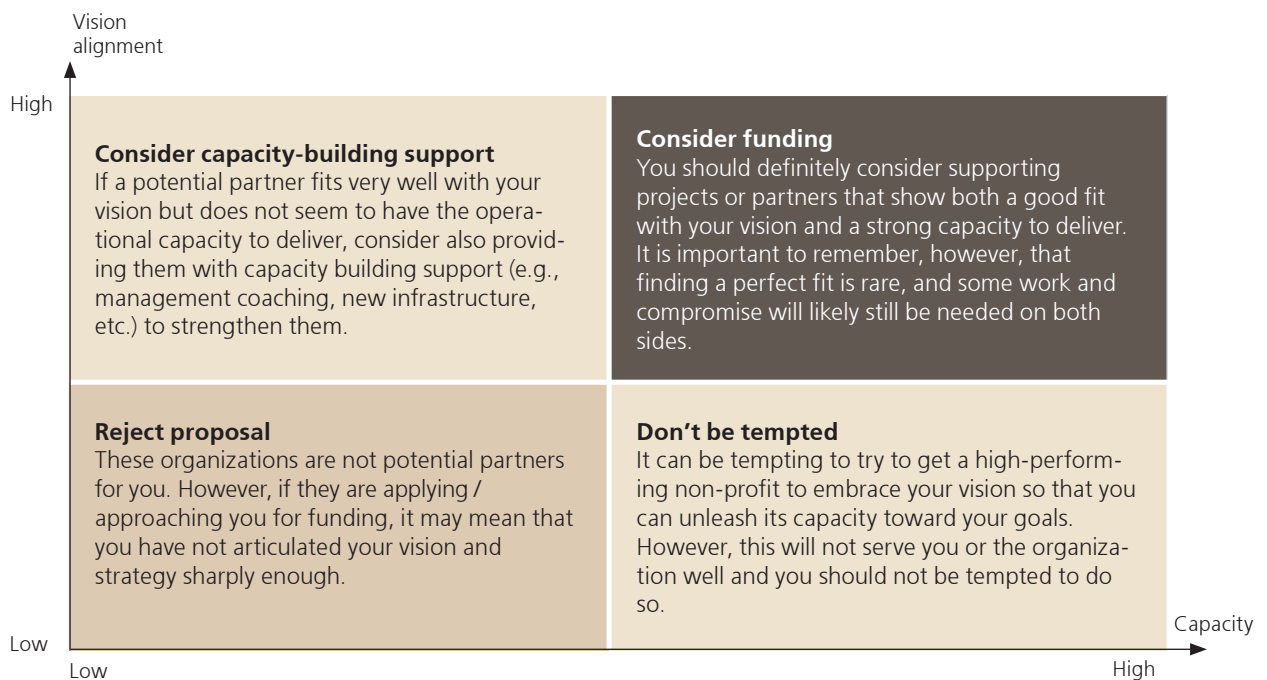 Vision
alignment
High
Consider capacity-building support
If a potential partner fits very well with your
vision but does not seem to have the opera-
tional capacity to deliver, consider also provid-
ing them with capacity building support (e.g.,
management coaching, new infrastructure,
etc.) to strengthen them.
Consider funding
You should definitely consider supporting
projects or partners that show both a good fit
with your vision and a strong capacity to deliver.
It is important to remember, however, that
finding a perfect fit is rare, and some work and
compromise will likely still be needed on both
sides.
Reject proposal
These organizations are not potential partners
for you. However, if they are applying /
approaching you for funding, it may mean that
you have not articulated your vision and
strategy sharply enough.
Don’t be tempted
It can be tempting to try to get a high-perform-
ing non-profit to embrace your vision so that you
can unleash its capacity toward your goals.
However, this will not serve you or the organiza-
tion well and you should not be tempted to do
so.
Low
Capacity
Low
High